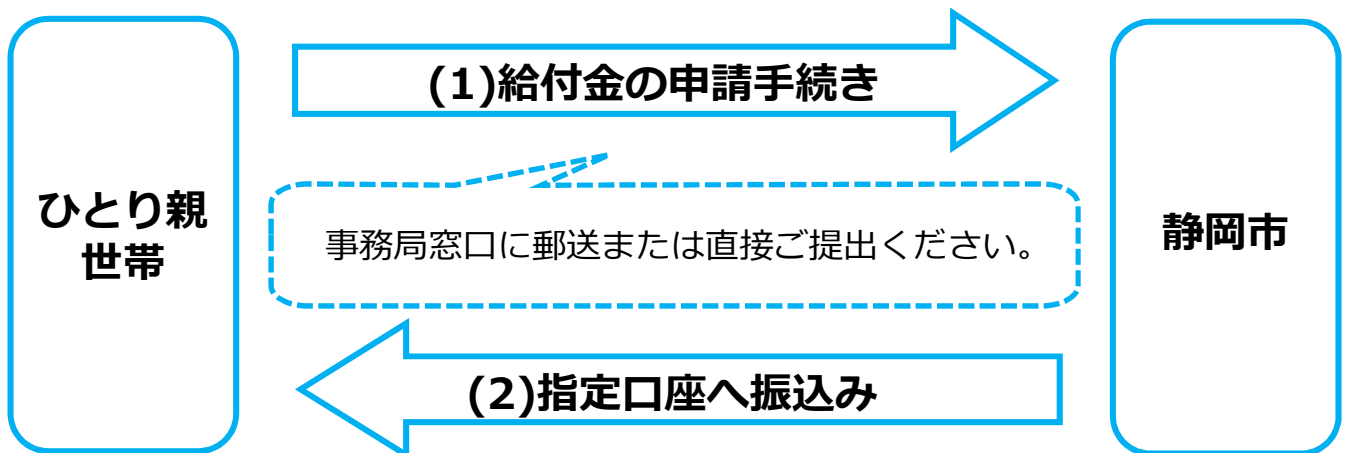 (1)給付金の申請手続き
ひとり親
世帯
事務局窓口に郵送または直接ご提出ください。
静岡市
(2)指定口座へ振込み